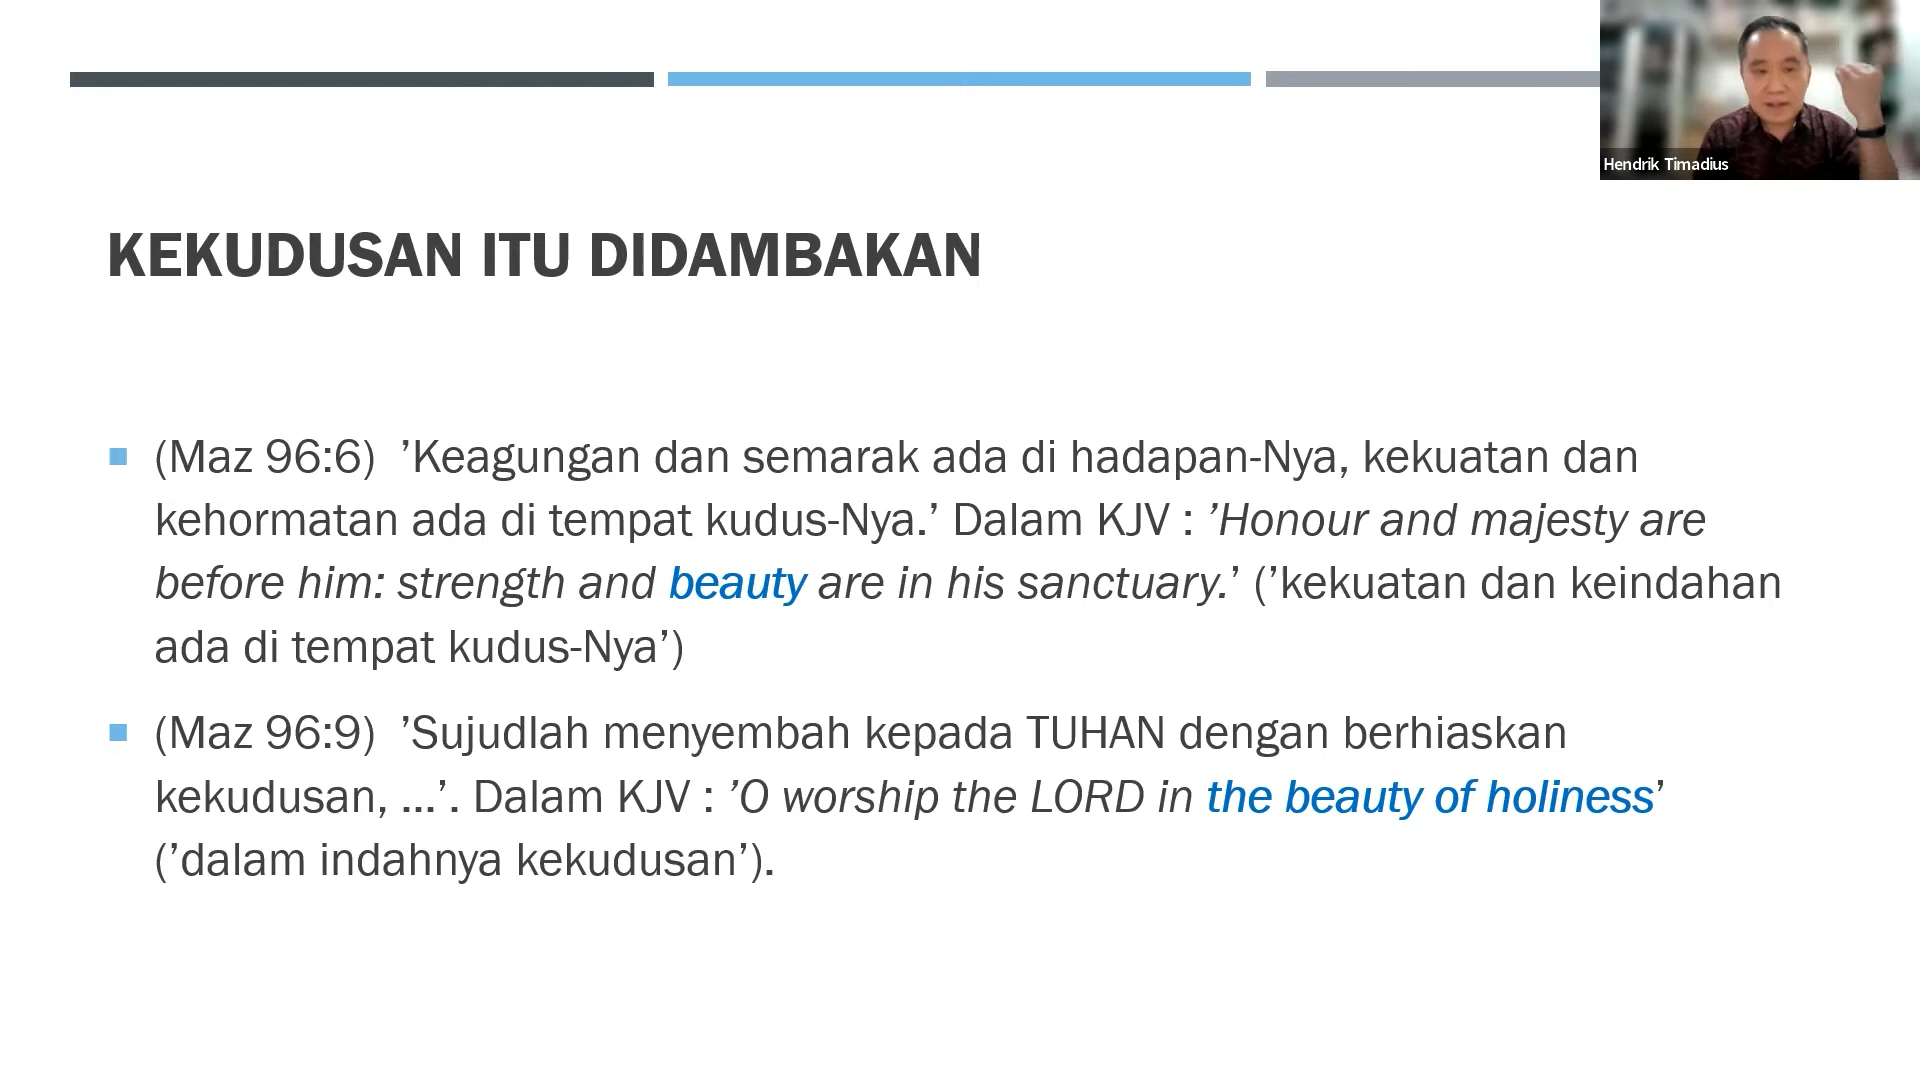 Hendrik Timadius
KEKUDUSAN ITU DIDAMBAKAN
(Maz 96:6)  ’Keagungan dan semarak ada di hadapan-Nya, kekuatan dan
kehormatan ada di tempat kudus-Nya.’ Dalam KJV : ’Honour and majesty are
before him: strength and beauty are in his sanctuary.’ (’kekuatan dan keindahan
ada di tempat kudus-Nya’)
(Maz 96:9)  ’Sujudlah menyembah kepada TUHAN dengan berhiaskan
kekudusan, ...’. Dalam KJV : ’O worship the LORD in the beauty of holiness’
(’dalam indahnya kekudusan’).